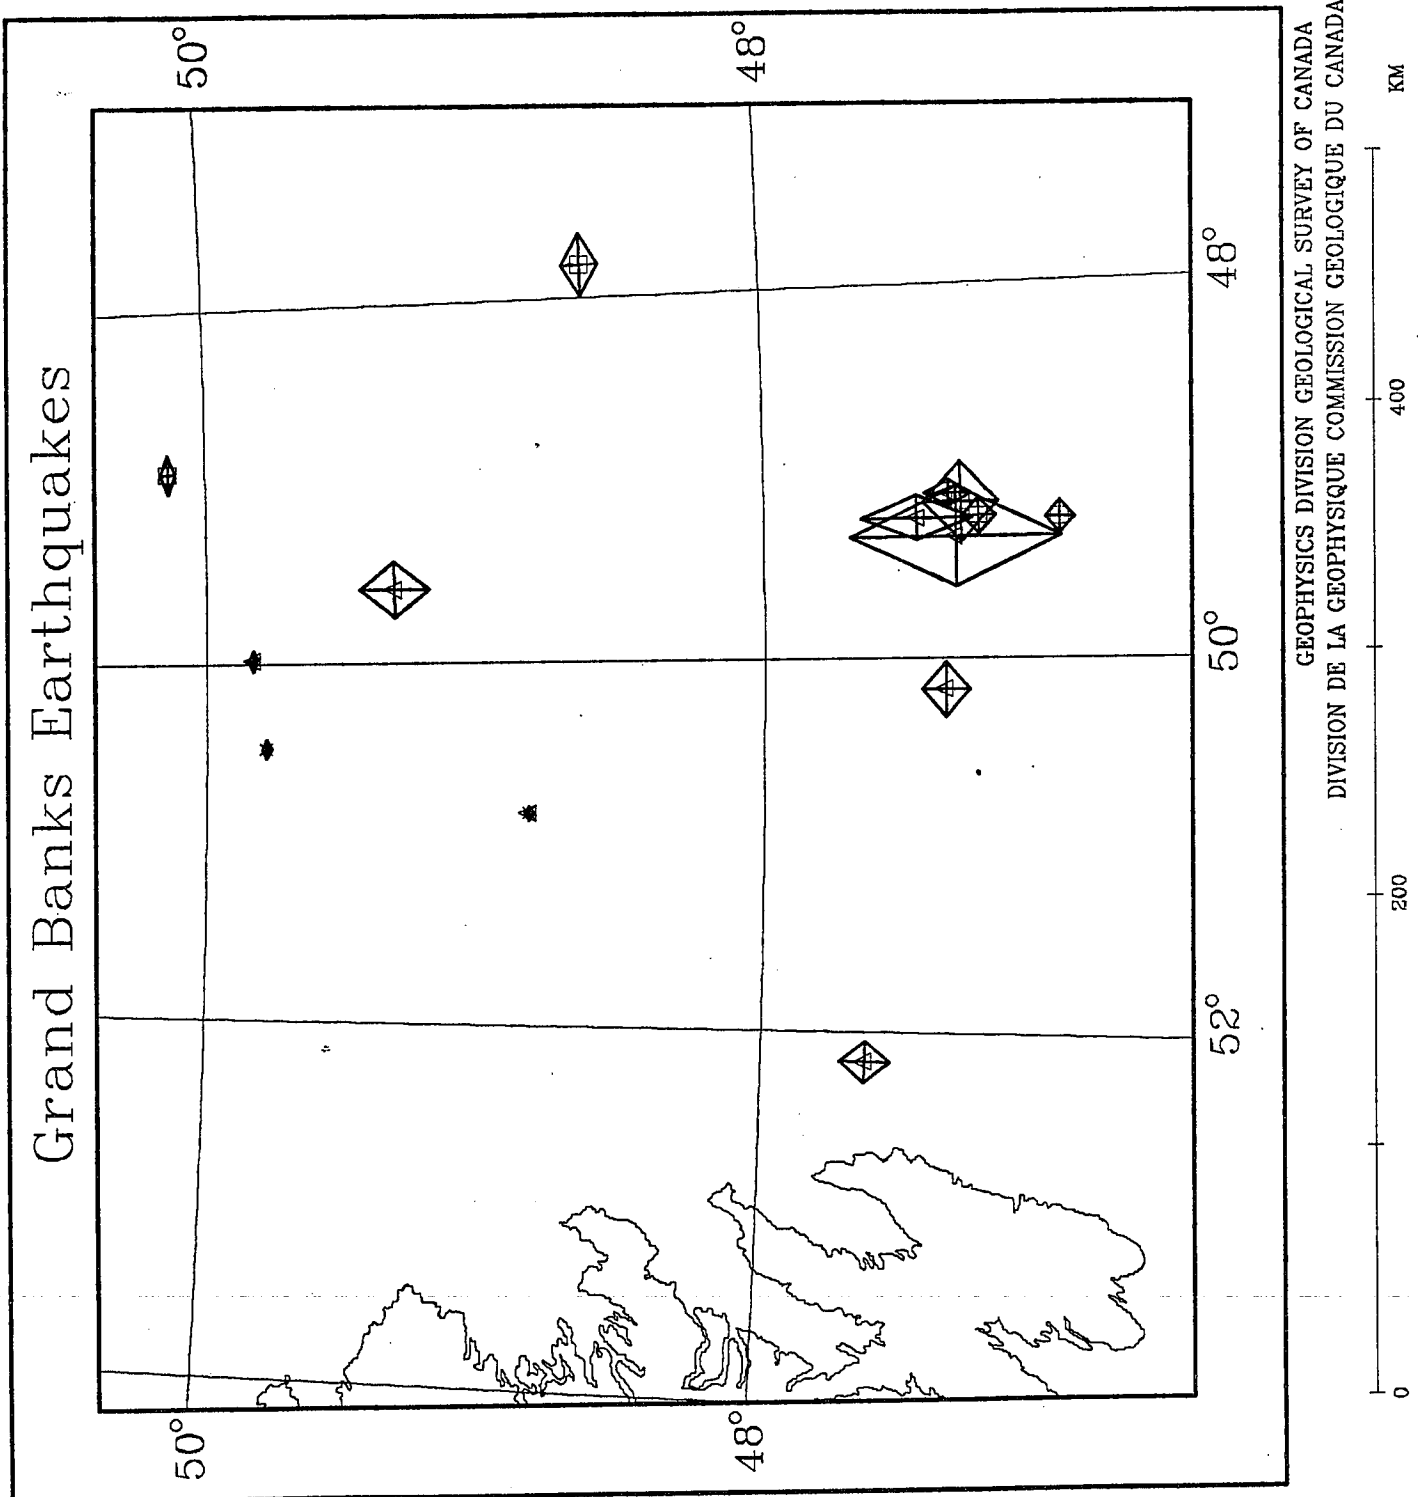 Grand Banks Earthquakes
50°
48°
50°
48°
52°
50°
48°
GEOPHYSICS DIVISION GEOLOGICAL SURVEY OF CANADA
DIVISION DE LA GEOPHYSIQUE COMMISSION GEOLOGIQUE DU CANADA
0
200
400
KM